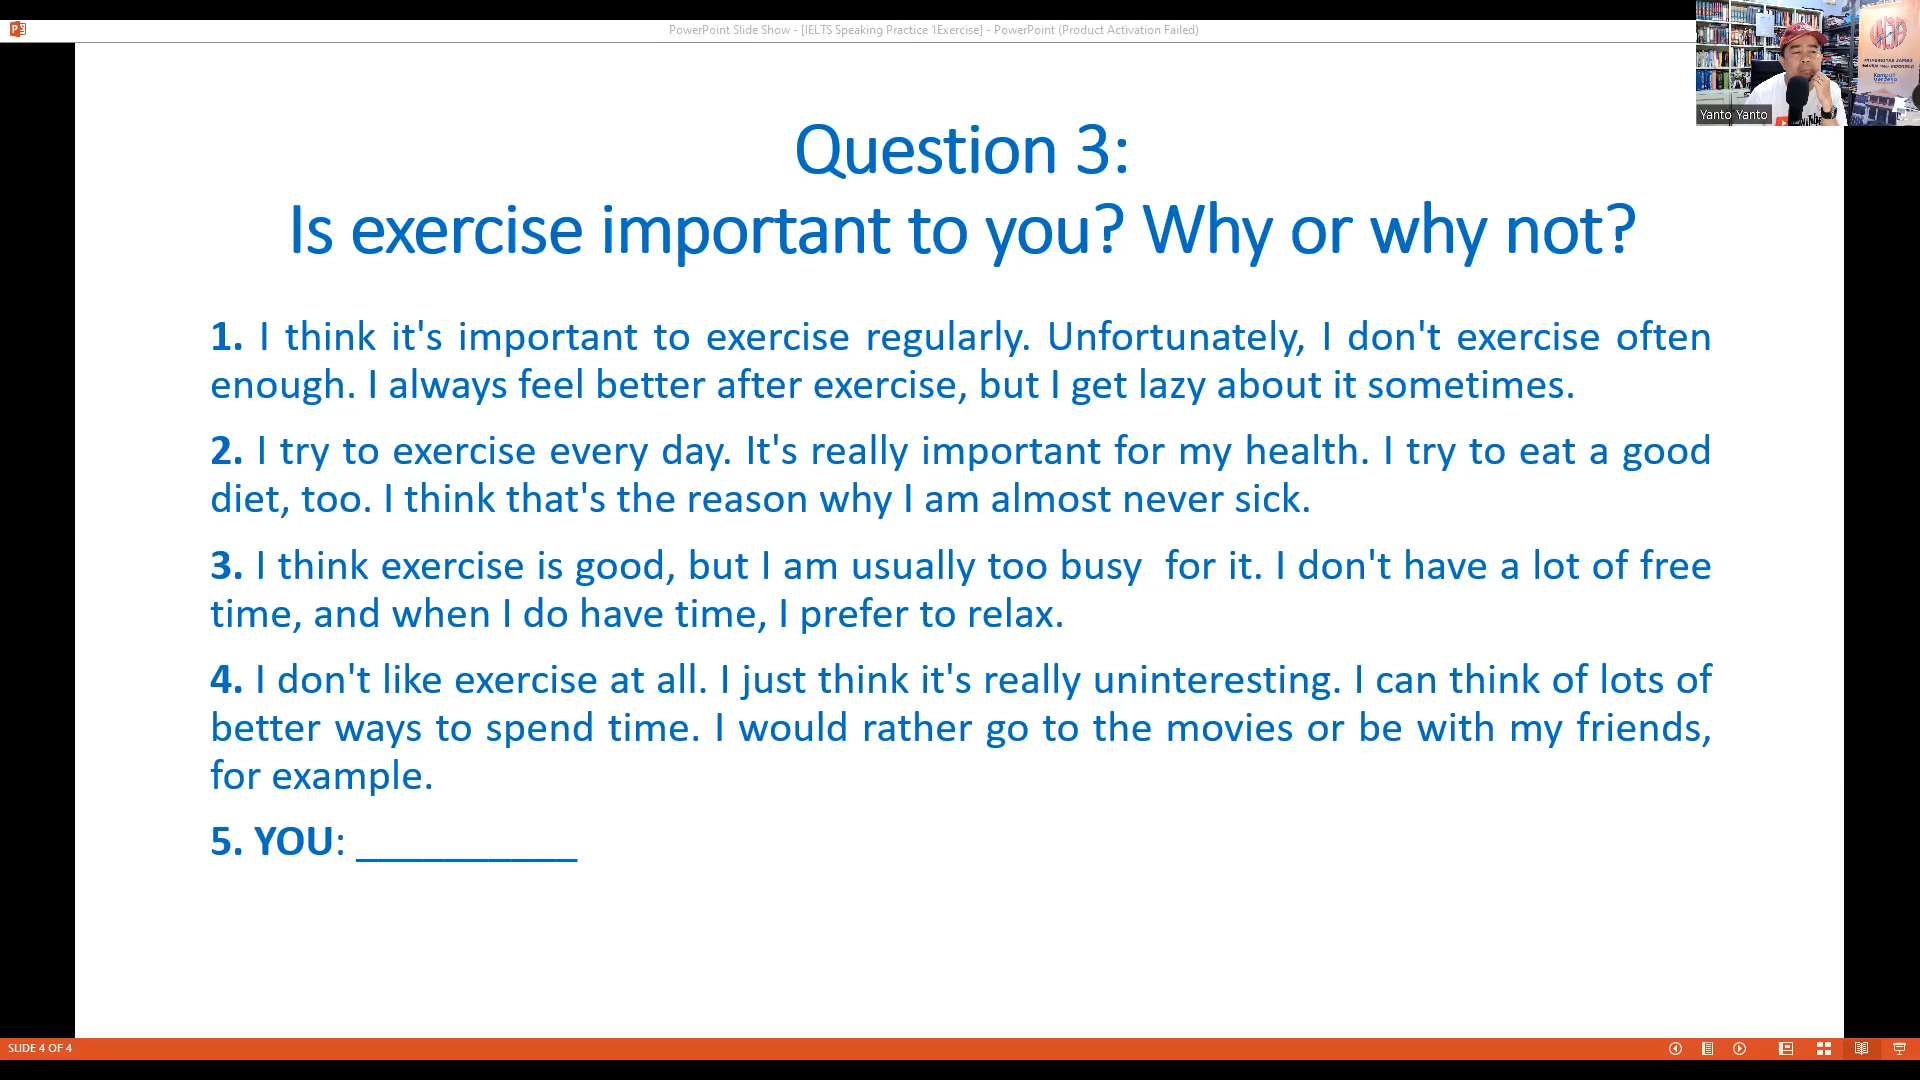 PowerPoint Slide Show - [IELTS Speaking Practice 1Exercise] - PowerPoint (Product Activation Failed)
Yanto Yanto
Question 3:
Is exercise important to you? Why or why not?
1. I think it's important to exercise regularly. Unfortunately, I don't exercise often
enough. I always feel better after exercise, but I get lazy about it sometimes.
2. I try to exercise every day. It's really important for my health. I try to eat a good
diet, too. I think that's the reason why I am almost never sick.
3. I think exercise is good, but I am usually too busy  for it. I don't have a lot of free
time, and when I do have time, I prefer to relax.
4. I don't like exercise at all. I just think it's really uninteresting. I can think of lots of
better ways to spend time. I would rather go to the movies or be with my friends,
for example.
5. YOU: __________
SLIDE 4 OF 4